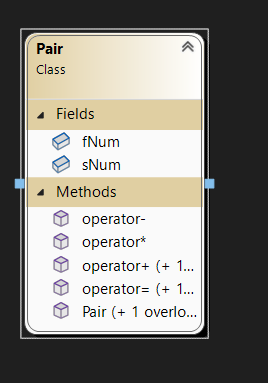 Pair
Class
Fields
fNum
sNum
Methods
operator-
operator*
operator+ (+ 1...
operator= (+ 1...
Pair (+ 1 overlo...